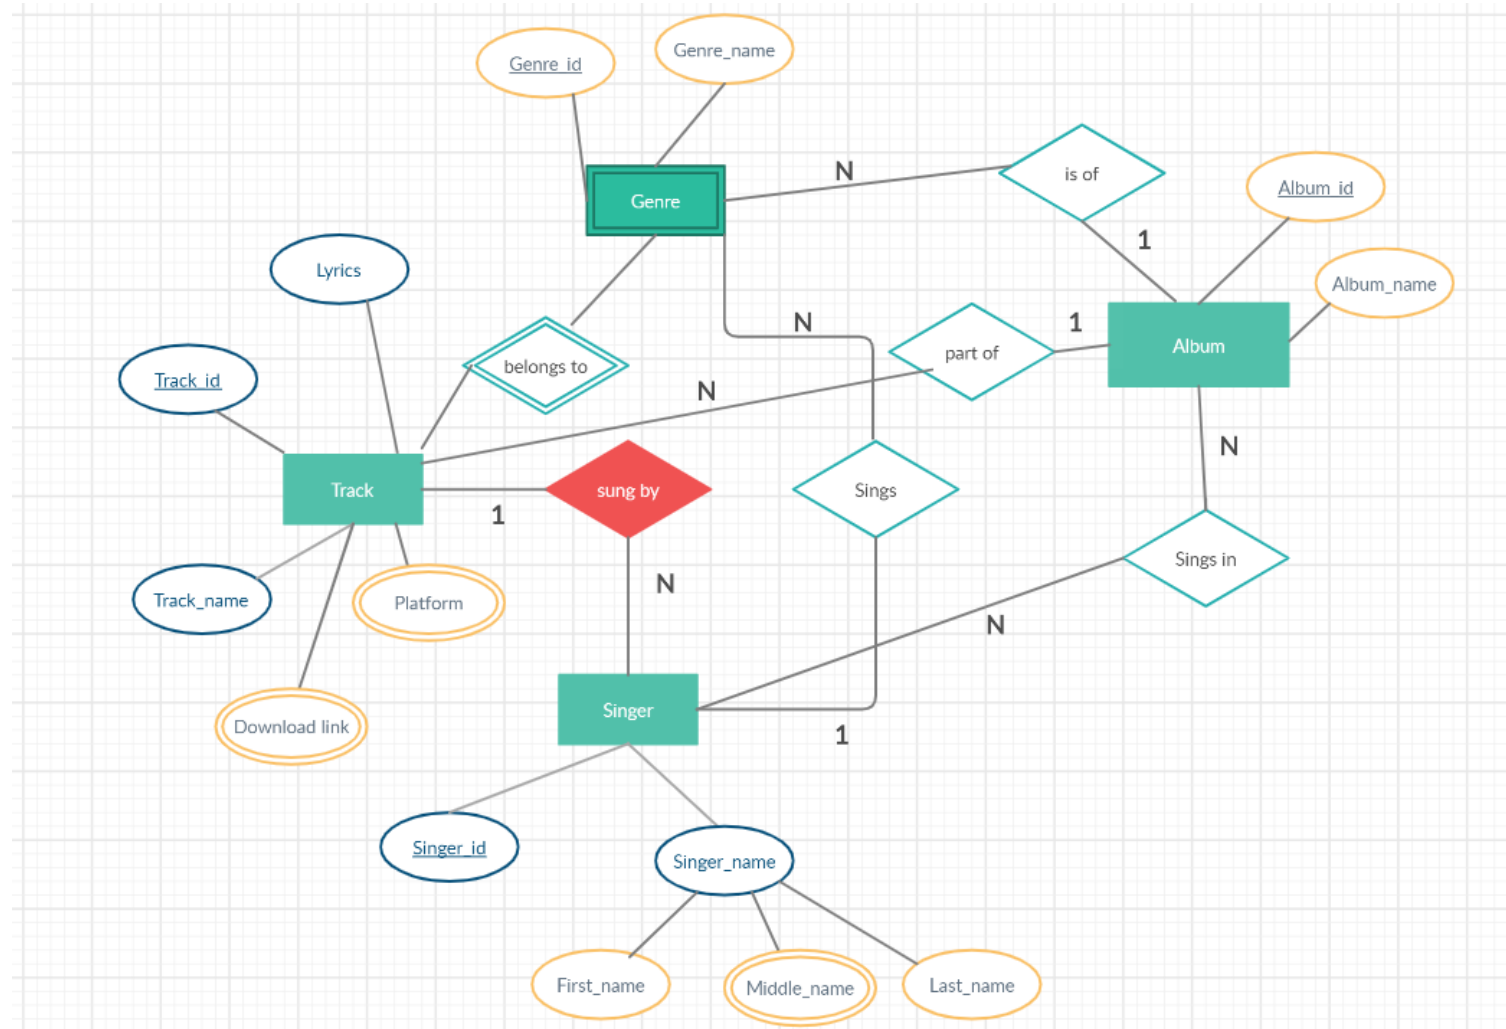 Genre_name
Genre_id
N
is of
Album_id
Genre
1
Lyrics
Album_name
N
1
Album
part of
belongs to
Track_id
N
N
Track
sung by
Sings
1
Sings in
N
Track_name
Platform
N
Singer
Download link
1
Singer_id
Singer_name
First_name
Middle_name
Last_name